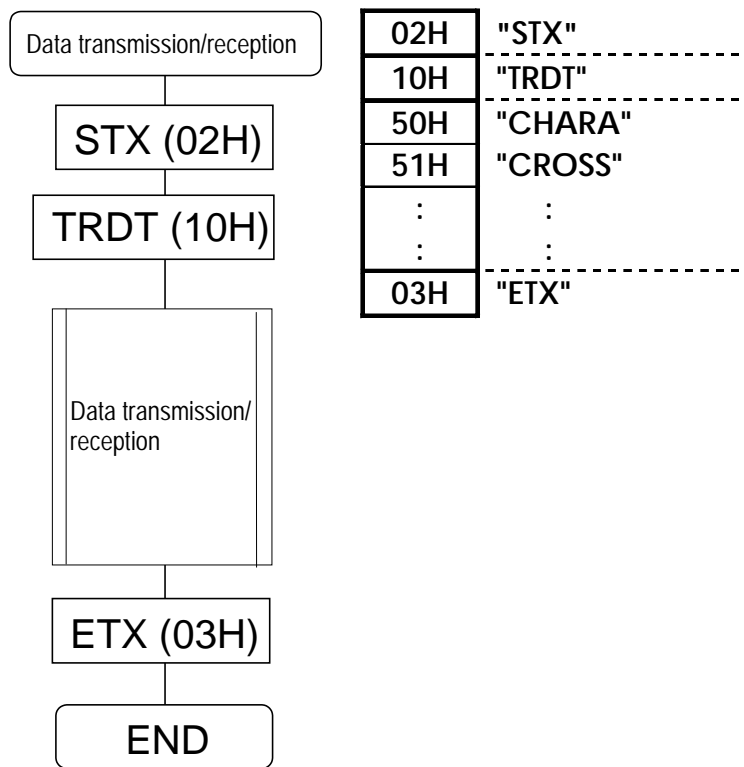 Data transmission/reception
STX (02H)
TRDT (10H)
Data transmission/
reception
ETX (03H)
END
02H "STX"
10H "TRDT"
50H "CHARA"
51H "CROSS"
: :
: :
03H "ETX"